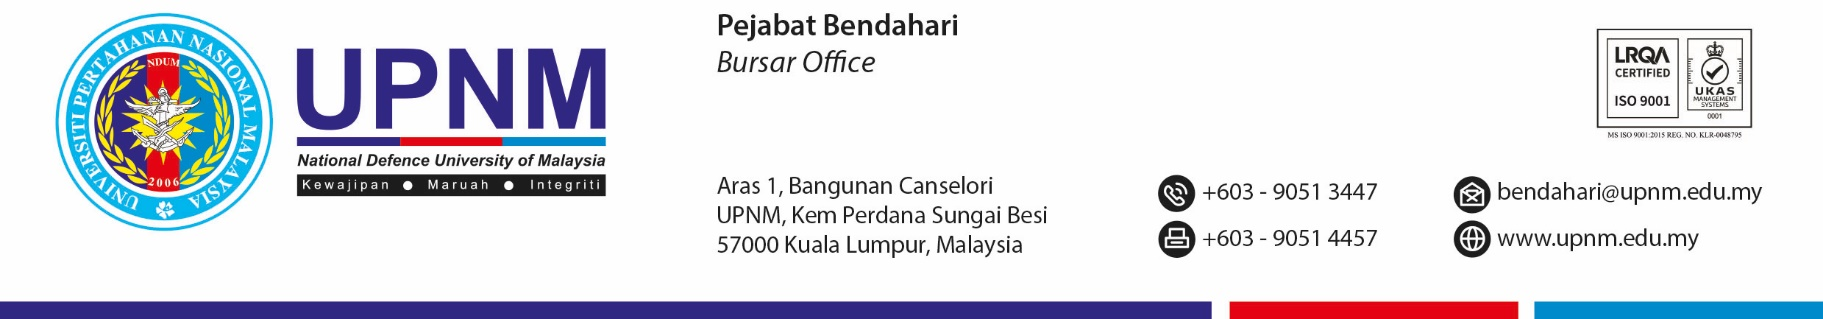 UNIVERSITI PERTAHANAN NASIONAL MALAYSIA
NDUM
2006
UPNM
National Defence University of Malaysia
Kewajipan ● Maruah ● Integriti
Pejabat Bendahari
Bursar Office
Aras 1, Bangunan Canselori
UPNM, Kem Perdana Sungai Besi
57000 Kuala Lumpur, Malaysia
+603 - 9051 3447
+603 - 9051 4457
bendahari@upnm.edu.my
www.upnm.edu.my
LRQA
CERTIFIED
ISO 9001
UKAS
MANAGEMENT
SYSTEMS
0001
MS ISO 9001:2015 REG. NO. KLR-0048795